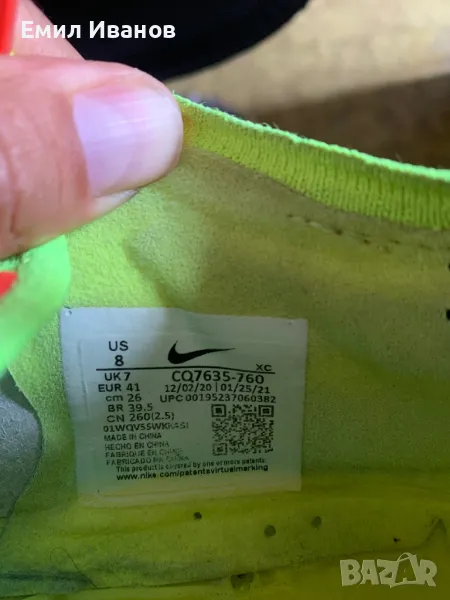 Емил Иванов
US
8
XC
UK 7
CQ7635-760
EUR 41
12/02/20 | 01/25/21
cm 26
UPC 00195237060382
BR 39.5
CN 260(2.5)
MADE IN CHINA
HECHO EN CHINA
FABRIQUE EN CHINE
FABRICADO IN CHINA
This product is covered by one or more patents.
www.nike.com/patentsvirtualmarking
BAZAR